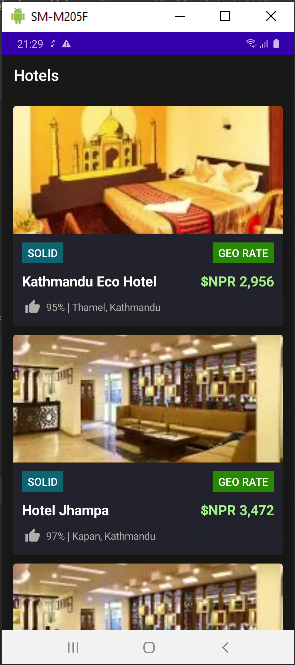 SM-M205F
21:29
Hotels
SOLID
GEO RATE
Kathmandu Eco Hotel
$NPR 2,956
95% | Thamel, Kathmandu
SOLID
GEO RATE
Hotel Jhampa
$NPR 3,472
97% | Kapan, Kathmandu